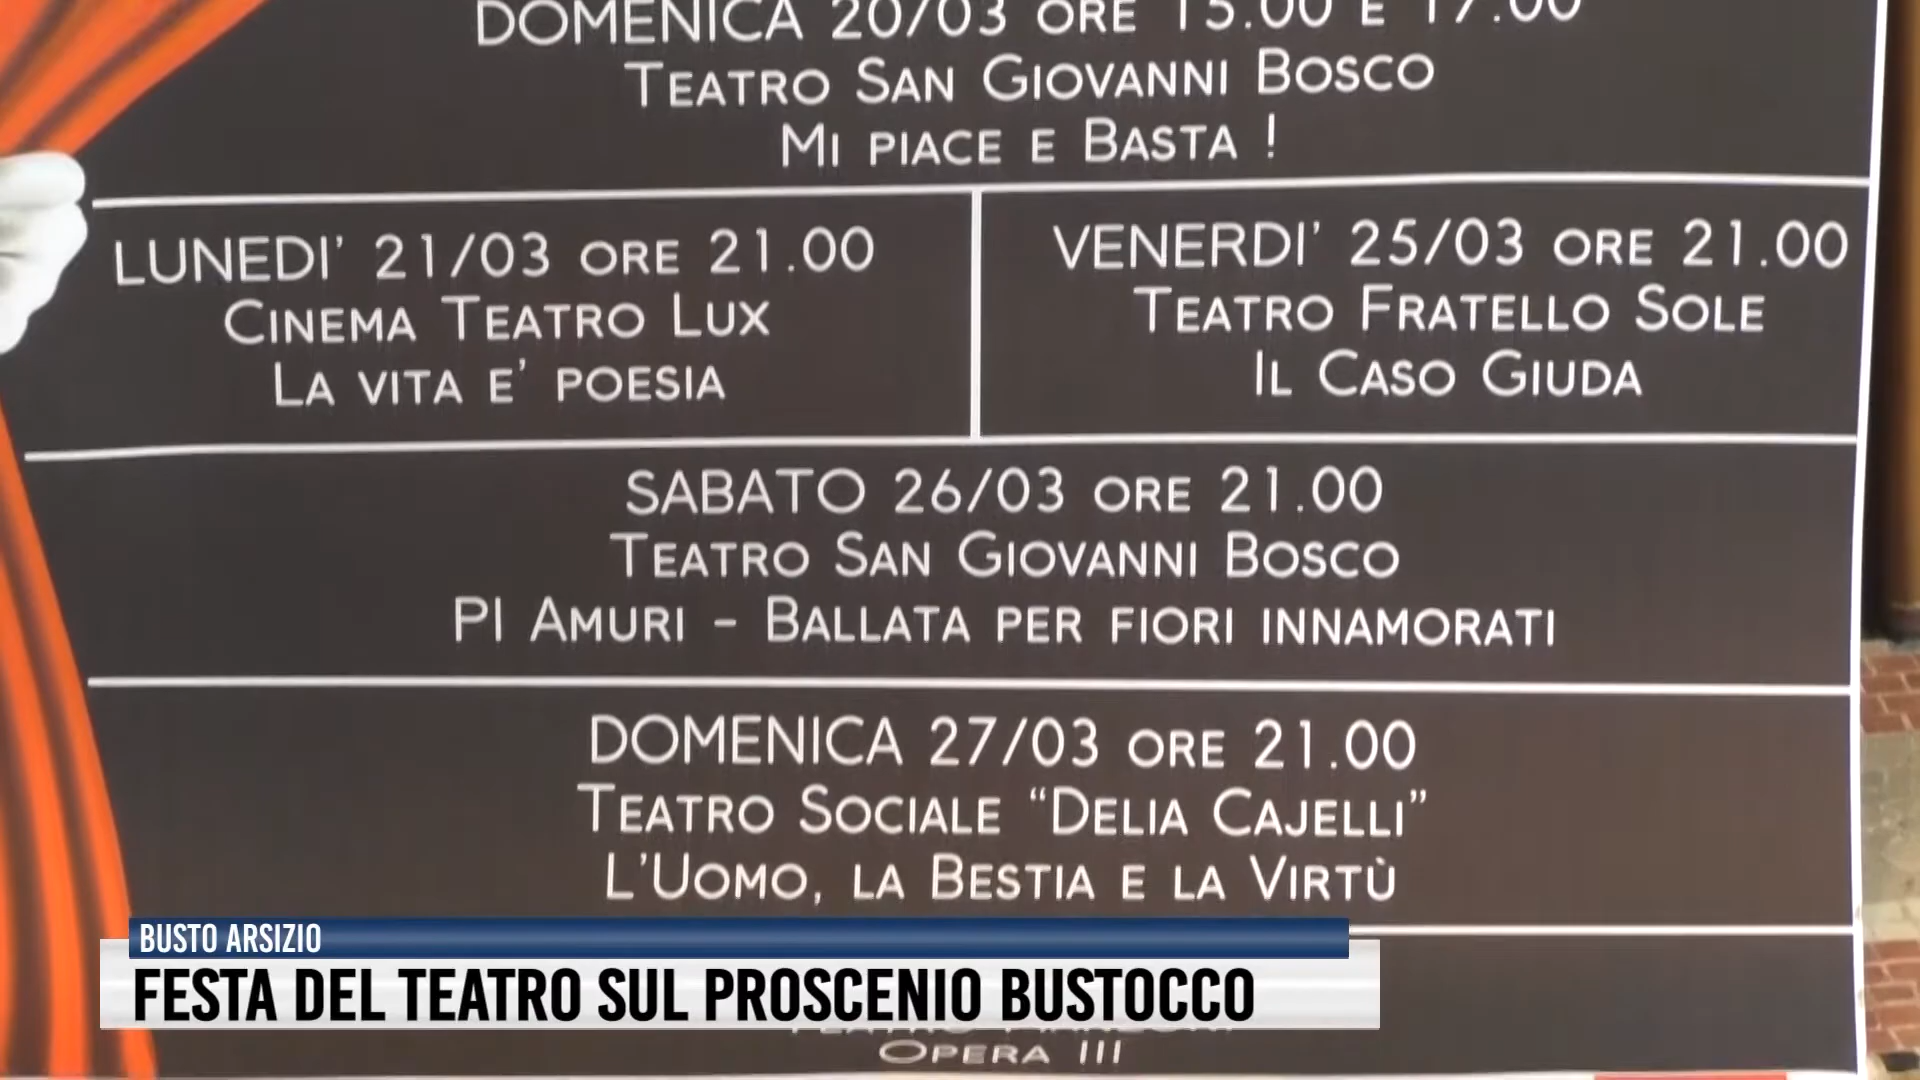 DOMENICA 20/03 ORE 15.00 E 17.00
TEATRO SAN GIOVANNI BOSCO
MI PIACE E BASTA !
LUNEDI' 21/03 ORE 21.00
CINEMA TEATRO LUX
LA VITA E' POESIA
VENERDI' 25/03 ORE 21.00
TEATRO FRATELLO SOLE
IL CASO GIUDA
SABATO 26/03 ORE 21.00
TEATRO SAN GIOVANNI BOSCO
PI AMURI - BALLATA PER FIORI INNAMORATI
DOMENICA 27/03 ORE 21.00
TEATRO SOCIALE “DELIA CAJELLI”
L'UOMO, LA BESTIA E LA VIRTÙ
BUSTO ARSIZIO
FESTA DEL TEATRO SUL PROSCENIO BUSTOCCO
OPERA III